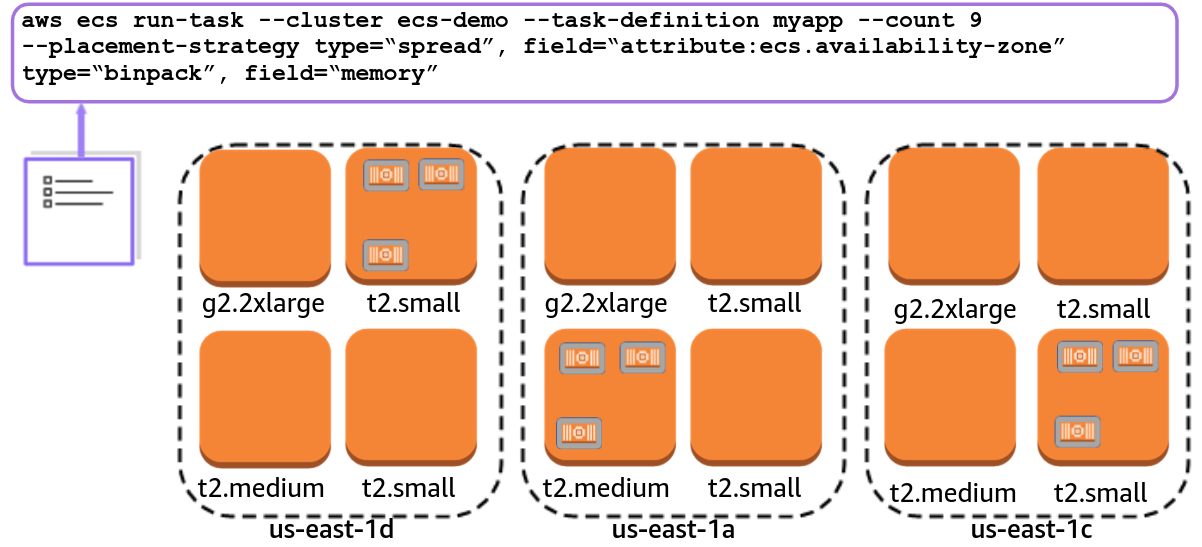 aws ecs run-task --cluster ecs-demo --task-definition myapp --count 9
--placement-strategy type=“spread”, field=“attribute:ecs.availability-zone”
type=“binpack”, field=“memory”
g2.2xlarge t2.small
t2.medium t2.small
us-east-1d
g2.2xlarge t2.small
t2.medium t2.small
us-east-1a
g2.2xlarge t2.small
t2.medium t2.small
us-east-1c